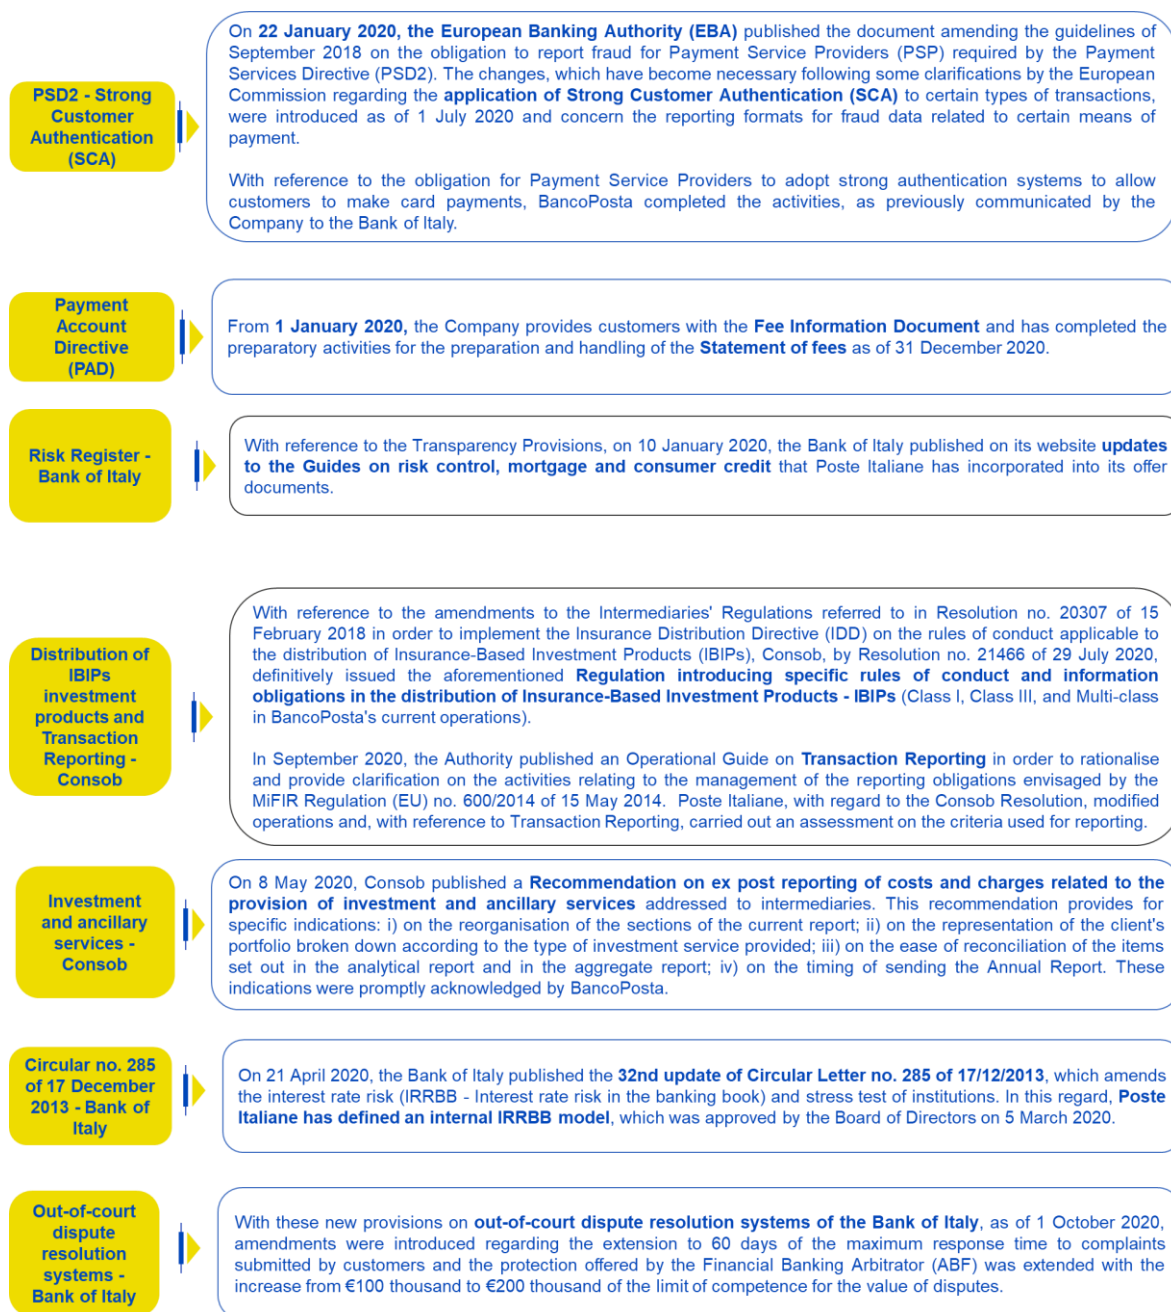 PSD2 - Strong
Customer
Authentication
(SCA)
On 22 January 2020, the European Banking Authority (EBA) published the document amending the guidelines of
September 2018 on the obligation to report fraud for Payment Service Providers (PSP) required by the Payment
Services Directive (PSD2). The changes, which have become necessary following some clarifications by the European
Commission regarding the application of Strong Customer Authentication (SCA) to certain types of transactions,
were introduced as of 1 July 2020 and concern the reporting formats for fraud data related to certain means of
payment.
With reference to the obligation for Payment Service Providers to adopt strong authentication systems to allow
customers to make card payments, BancoPosta completed the activities, as previously communicated by the
Company to the Bank of Italy.
Payment
Account
Directive
(PAD)
From 1 January 2020, the Company provides customers with the Fee Information Document and has completed the
preparatory activities for the preparation and handling of the Statement of fees as of 31 December 2020.
Risk Register -
Bank of Italy
With reference to the Transparency Provisions, on 10 January 2020, the Bank of Italy published on its website updates
to the Guides on risk control, mortgage and consumer credit that Poste Italiane has incorporated into its offer
documents.
Distribution of
IBIPs
investment
products and
Transaction
Reporting -
Consob
With reference to the amendments to the Intermediaries' Regulations referred to in Resolution no. 20307 of 15
February 2018 in order to implement the Insurance Distribution Directive (IDD) on the rules of conduct applicable to
the distribution of Insurance-Based Investment Products (IBIPs), Consob, by Resolution no. 21466 of 29 July 2020,
definitively issued the aforementioned Regulation introducing specific rules of conduct and information
obligations in the distribution of Insurance-Based Investment Products - IBIPs (Class I, Class III, and Multi-class
in BancoPosta's current operations).
In September 2020, the Authority published an Operational Guide on Transaction Reporting in order to rationalise
and provide clarification on the activities relating to the management of the reporting obligations envisaged by the
MiFIR Regulation (EU) no. 600/2014 of 15 May 2014. Poste Italiane, with regard to the Consob Resolution, modified
operations and, with reference to Transaction Reporting, carried out an assessment on the criteria used for reporting.
Investment
and ancillary
services -
Consob
On 8 May 2020, Consob published a Recommendation on ex post reporting of costs and charges related to the
provision of investment and ancillary services addressed to intermediaries. This recommendation provides for
specific indications: i) on the reorganisation of the sections of the current report; ii) on the representation of the client's
portfolio broken down according to the type of investment service provided; iii) on the ease of reconciliation of the items
set out in the analytical report and in the aggregate report; iv) on the timing of sending the Annual Report. These
indications were promptly acknowledged by BancoPosta.
Circular no. 285
of 17 December
2013 - Bank of
Italy
On 21 April 2020, the Bank of Italy published the 32nd update of Circular Letter no. 285 of 17/12/2013, which amends
the interest rate risk (IRRBB - Interest rate risk in the banking book) and stress test of institutions. In this regard, Poste
Italiane has defined an internal IRRBB model, which was approved by the Board of Directors on 5 March 2020.
Out-of-court
dispute
resolution
systems -
Bank of Italy
With these new provisions on out-of-court dispute resolution systems of the Bank of Italy, as of 1 October 2020,
amendments were introduced regarding the extension to 60 days of the maximum response time to complaints
submitted by customers and the protection offered by the Financial Banking Arbitrator (ABF) was extended with the
increase from €100 thousand to €200 thousand of the limit of competence for the value of disputes.